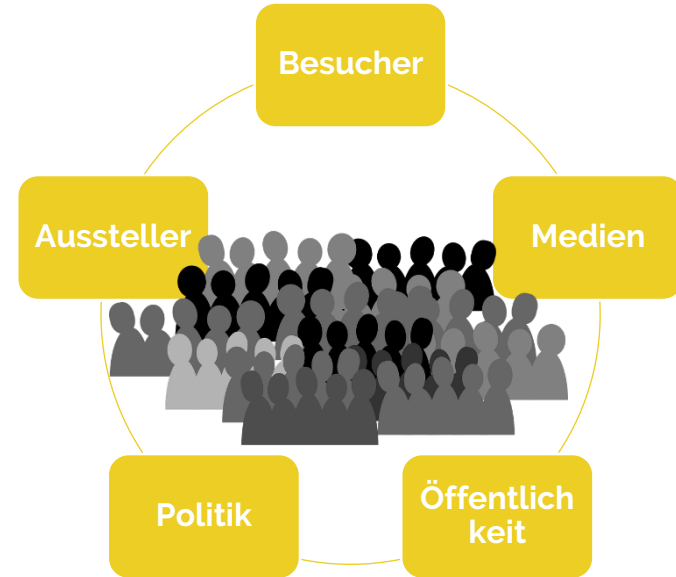 Besucher
Aussteller
Medien
Politik
Öffentlich
keit